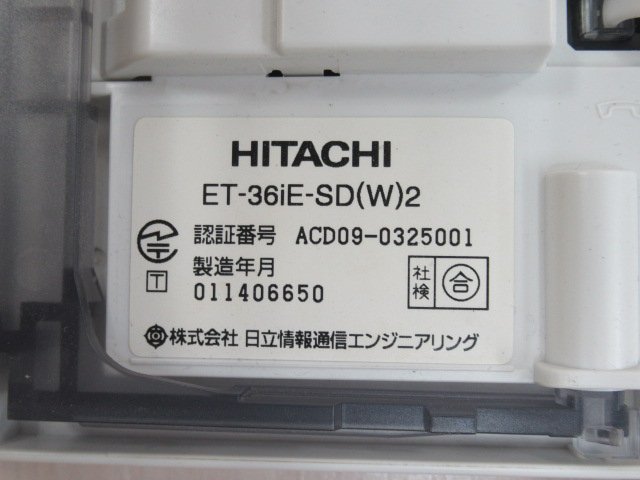 HITACHI
ET-36iE-SD(W)2
認証番号 ACD09-0325001
T
製造年月
011406650
社検 合
株式会社 日立情報通信エンジニアリング